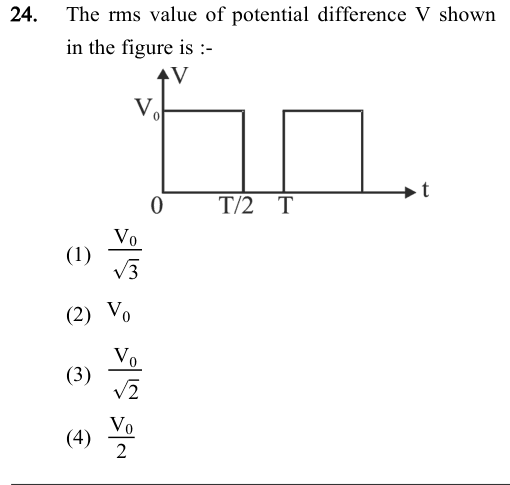 24. The rms value of potential difference V shown
in the figure is :-
V
V₀
t
0 T/2 T
(1) V₀/√3
(2) V₀
(3) V₀/√2
(4) V₀/2